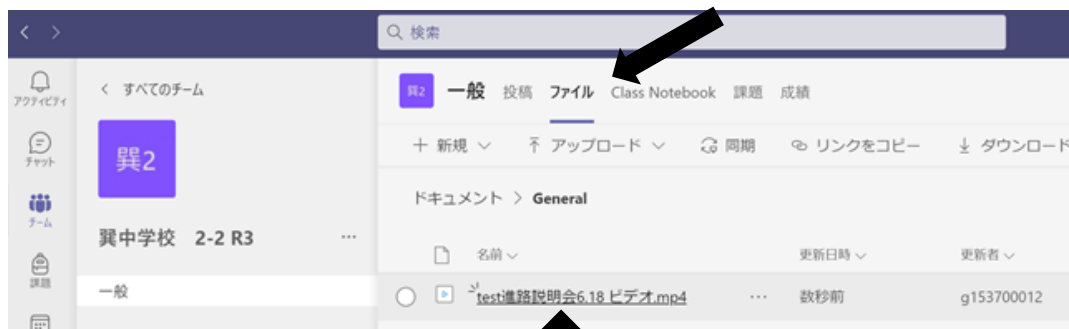 検索
アクティビティ
チャット
チーム
課題
すべてのチーム
巽2
巽中学校 2-2 R3 ...
一般
巽2 一般 投稿 ファイル Class Notebook 課題 成績
+ 新規 アップロード 同期 リンクをコピー ダウンロード
ドキュメント > General
名前 更新日時 更新者
test進路説明会6.18 ビデオ.mp4 ... 数秒前 g153700012